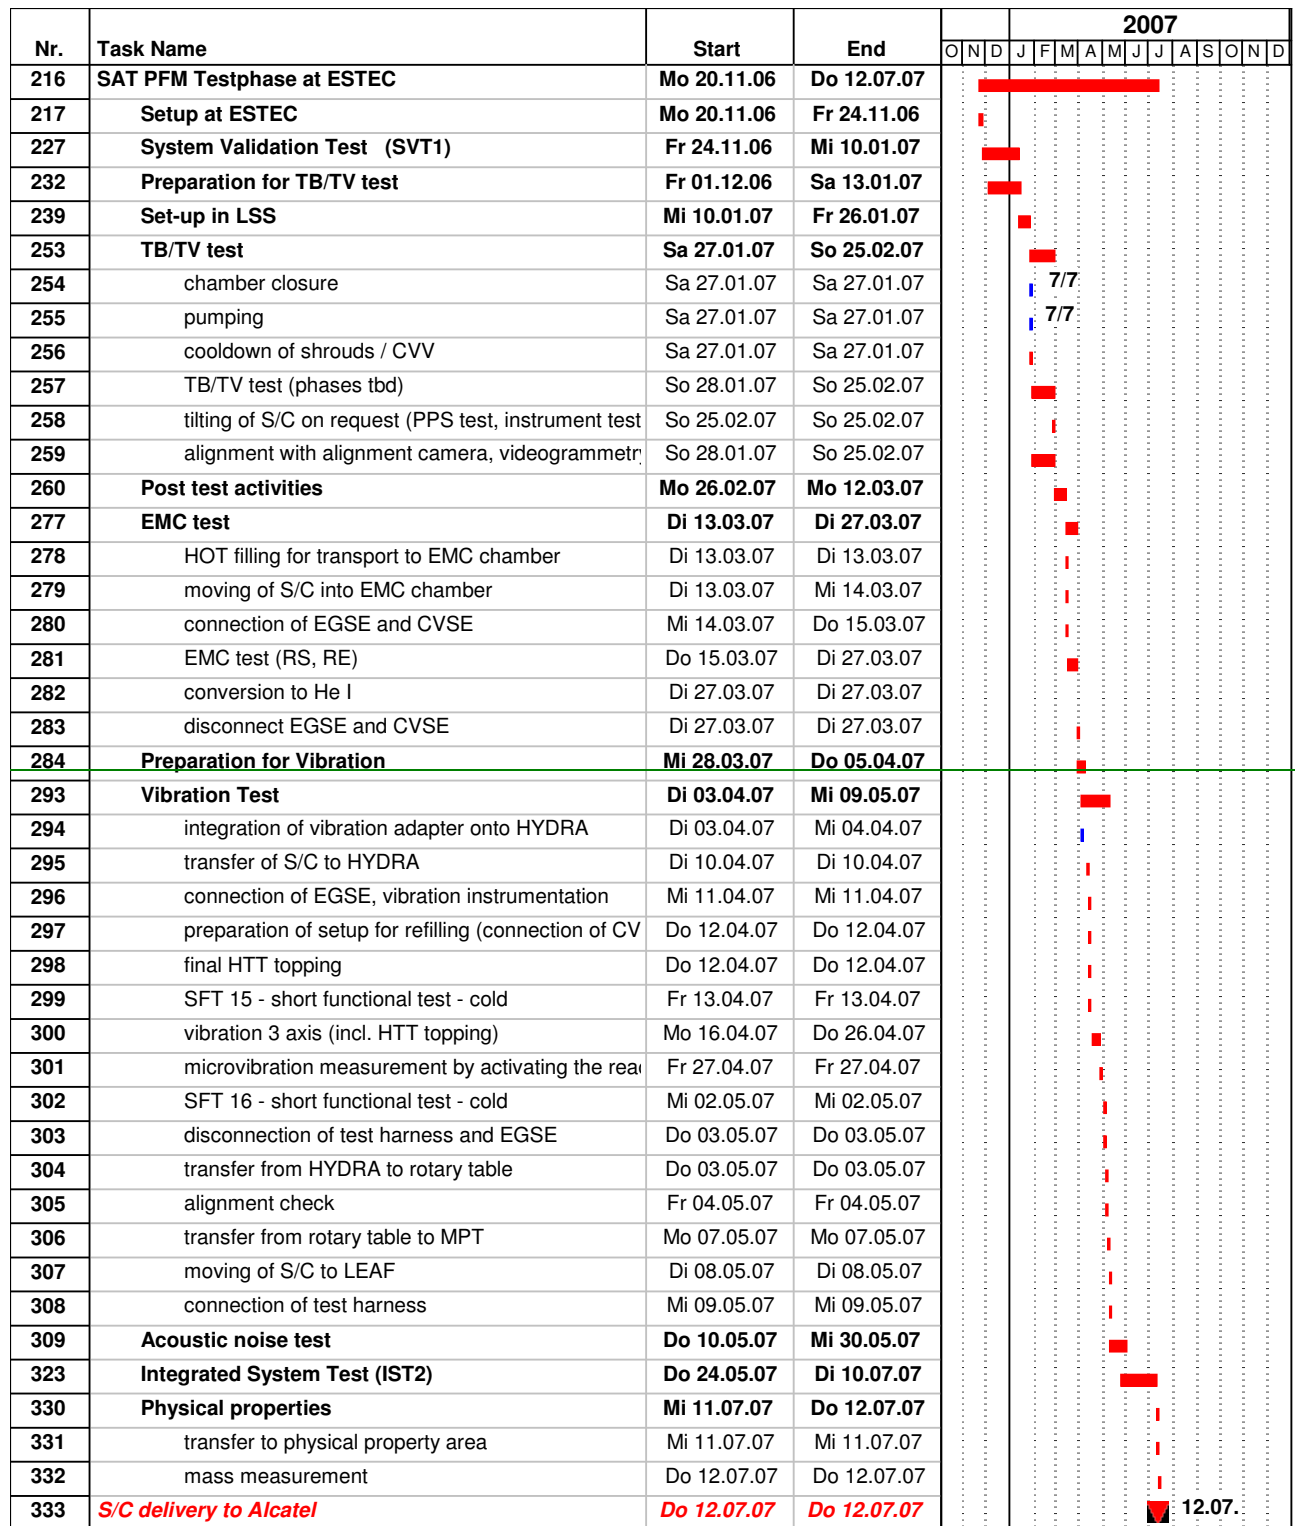 2007
Nr. Task Name Start End O N D J F M A M J J A S O N D
216 SAT PFM Testphase at ESTEC Mo 20.11.06 Do 12.07.07
217 Setup at ESTEC Mo 20.11.06 Fr 24.11.06
227 System Validation Test (SVT1) Fr 24.11.06 Mi 10.01.07
232 Preparation for TB/TV test Fr 01.12.06 Sa 13.01.07
239 Set-up in LSS Mi 10.01.07 Fr 26.01.07
253 TB/TV test Sa 27.01.07 So 25.02.07
254 chamber closure Sa 27.01.07 Sa 27.01.07 7/7
255 pumping Sa 27.01.07 Sa 27.01.07 7/7
256 cooldown of shrouds / CVV Sa 27.01.07 Sa 27.01.07
257 TB/TV test (phases tbd) So 28.01.07 So 25.02.07
258 tilting of S/C on request (PPS test, instrument test So 25.02.07 So 25.02.07
259 alignment with alignment camera, videogrammetry So 28.01.07 So 25.02.07
260 Post test activities Mo 26.02.07 Mo 12.03.07
277 EMC test Di 13.03.07 Di 27.03.07
278 HOT filling for transport to EMC chamber Di 13.03.07 Di 13.03.07
279 moving of S/C into EMC chamber Di 13.03.07 Mi 14.03.07
280 connection of EGSE and CVSE Mi 14.03.07 Do 15.03.07
281 EMC test (RS, RE) Do 15.03.07 Di 27.03.07
282 conversion to He I Di 27.03.07 Di 27.03.07
283 disconnect EGSE and CVSE Di 27.03.07 Di 27.03.07
284 Preparation for Vibration Mi 28.03.07 Do 05.04.07
293 Vibration Test Di 03.04.07 Mi 09.05.07
294 integration of vibration adapter onto HYDRA Di 03.04.07 Mi 04.04.07
295 transfer of S/C to HYDRA Di 10.04.07 Di 10.04.07
296 connection of EGSE, vibration instrumentation Mi 11.04.07 Mi 11.04.07
297 preparation of setup for refilling (connection of CV Do 12.04.07 Do 12.04.07
298 final HTT topping Do 12.04.07 Do 12.04.07
299 SFT 15 - short functional test - cold Fr 13.04.07 Fr 13.04.07
300 vibration 3 axis (incl. HTT topping) Mo 16.04.07 Do 26.04.07
301 microvibration measurement by activating the rea Fr 27.04.07 Fr 27.04.07
302 SFT 16 - short functional test - cold Mi 02.05.07 Mi 02.05.07
303 disconnection of test harness and EGSE Do 03.05.07 Do 03.05.07
304 transfer from HYDRA to rotary table Do 03.05.07 Do 03.05.07
305 alignment check Fr 04.05.07 Fr 04.05.07
306 transfer from rotary table to MPT Mo 07.05.07 Mo 07.05.07
307 moving of S/C to LEAF Di 08.05.07 Di 08.05.07
308 connection of test harness Mi 09.05.07 Mi 09.05.07
309 Acoustic noise test Do 10.05.07 Mi 30.05.07
323 Integrated System Test (IST2) Do 24.05.07 Di 10.07.07
330 Physical properties Mi 11.07.07 Do 12.07.07
331 transfer to physical property area Mi 11.07.07 Mi 11.07.07
332 mass measurement Do 12.07.07 Do 12.07.07
333 S/C delivery to Alcatel Do 12.07.07 Do 12.07.07 12.07.